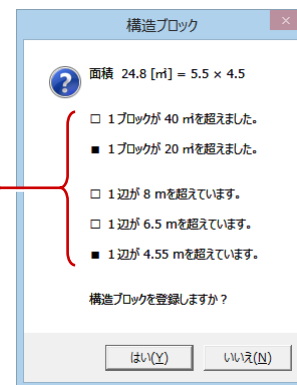 構造ブロック
×
?
面積 24.8 [㎡] = 5.5 × 4.5
□ 1ブロックが 40 ㎡を超えました。
■ 1ブロックが 20 ㎡を超えました。
□ 1辺が 8 mを超えています。
□ 1辺が 6.5 mを超えています。
■ 1辺が 4.55 mを超えています。
構造ブロックを登録しますか？
はい(Y)
いいえ(N)